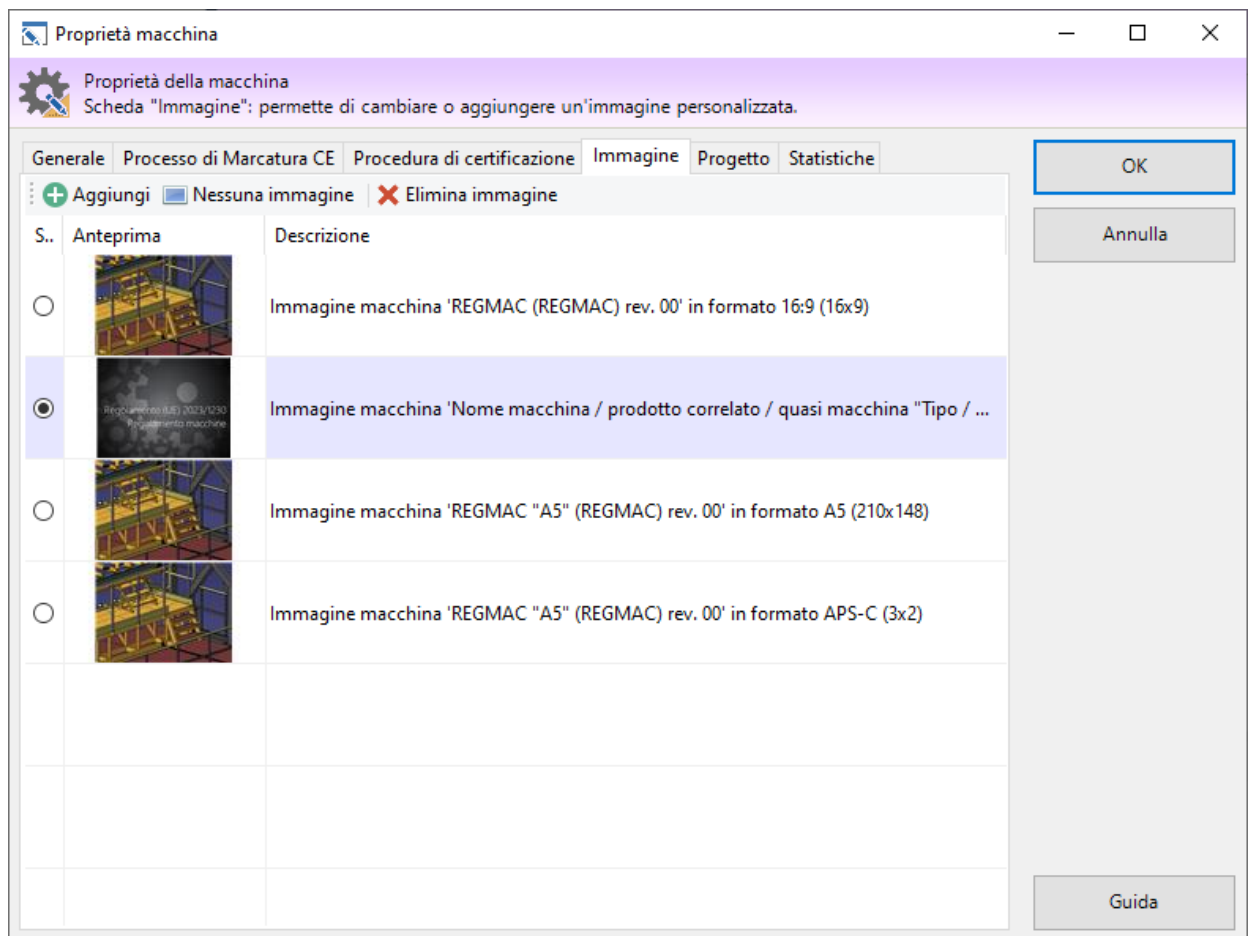 Proprietà macchina
Proprietà della macchina
Scheda "Immagine": permette di cambiare o aggiungere un'immagine personalizzata.
Generale Processo di Marcatura CE Procedura di certificazione Immagine Progetto Statistiche
OK
Aggiungi Nessuna immagine Elimina immagine
Annulla
S.. Anteprima Descrizione
Immagine macchina 'REGMAC (REGMAC) rev. 00' in formato 16:9 (16x9)
Regolamento (UE) 2023/1230
Regolamento macchine
Immagine macchina 'Nome macchina / prodotto correlato / quasi macchina "Tipo / ...
Immagine macchina 'REGMAC "A5" (REGMAC) rev. 00' in formato A5 (210x148)
Immagine macchina 'REGMAC "A5" (REGMAC) rev. 00' in formato APS-C (3x2)
Guida